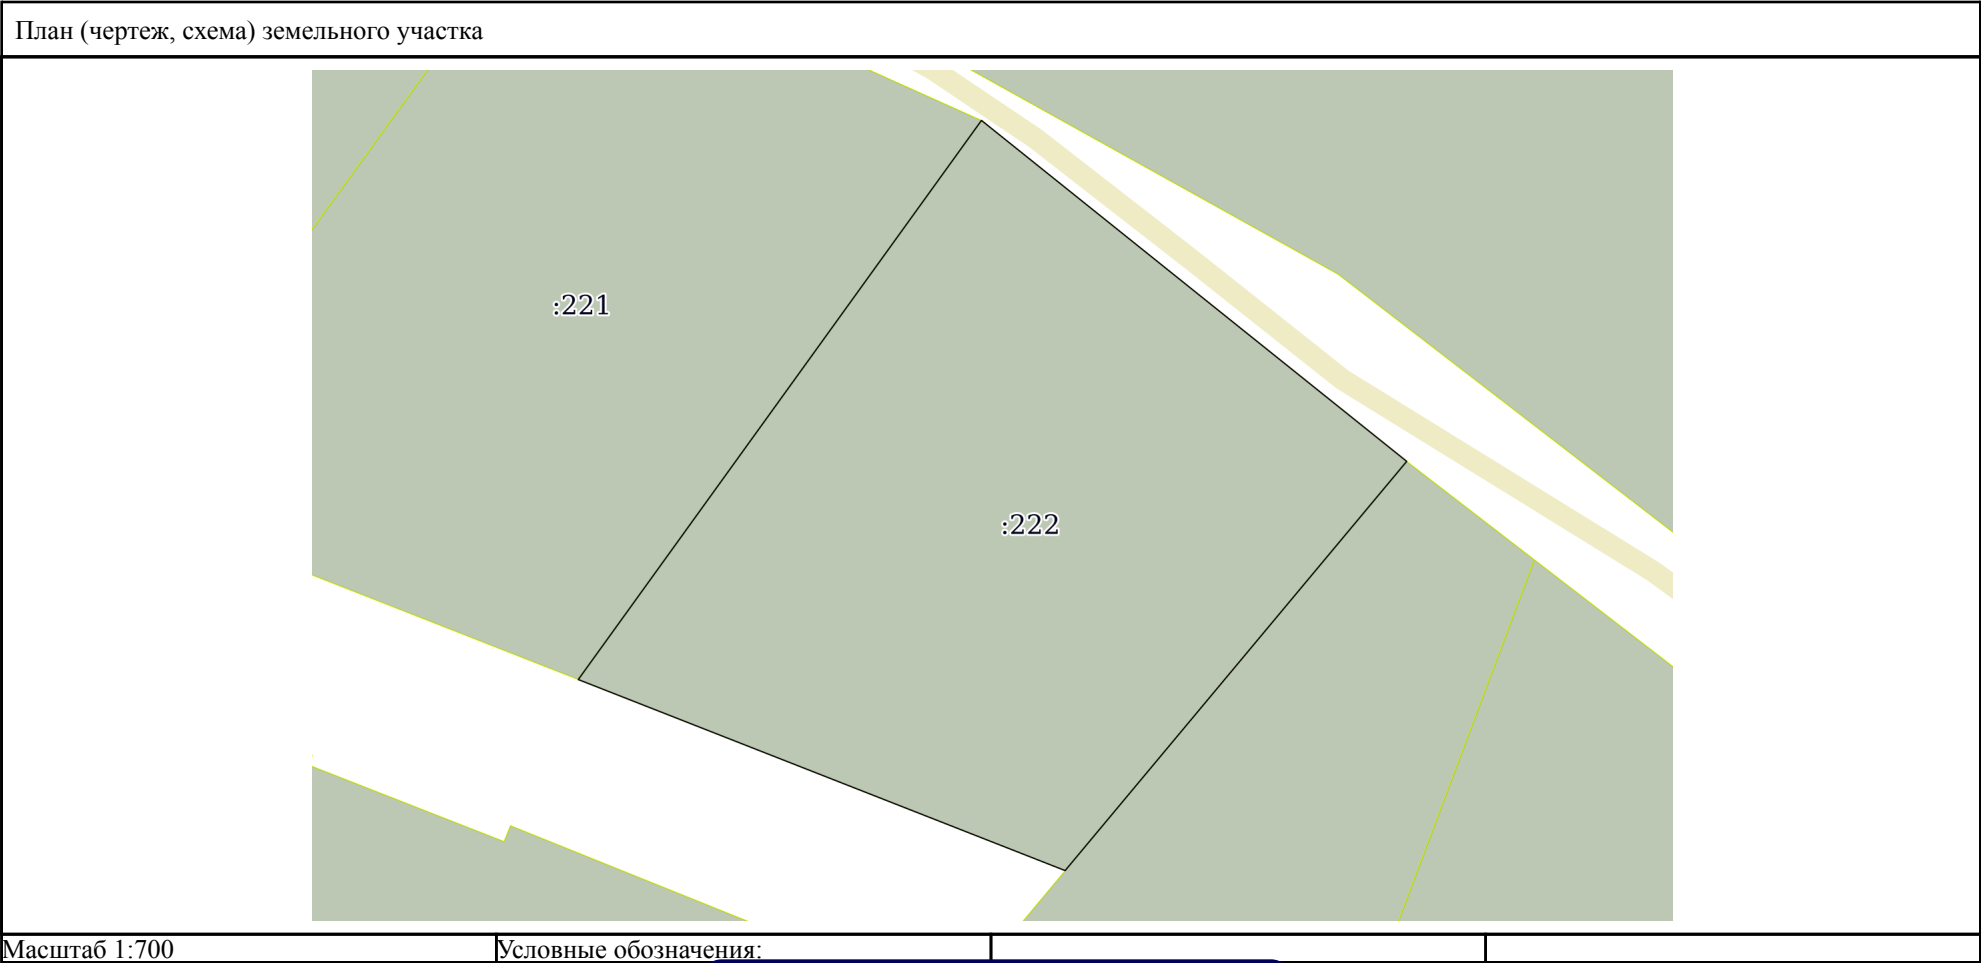 План (чертеж, схема) земельного участка
:221
:222
Масштаб 1:700
Условные обозначения: